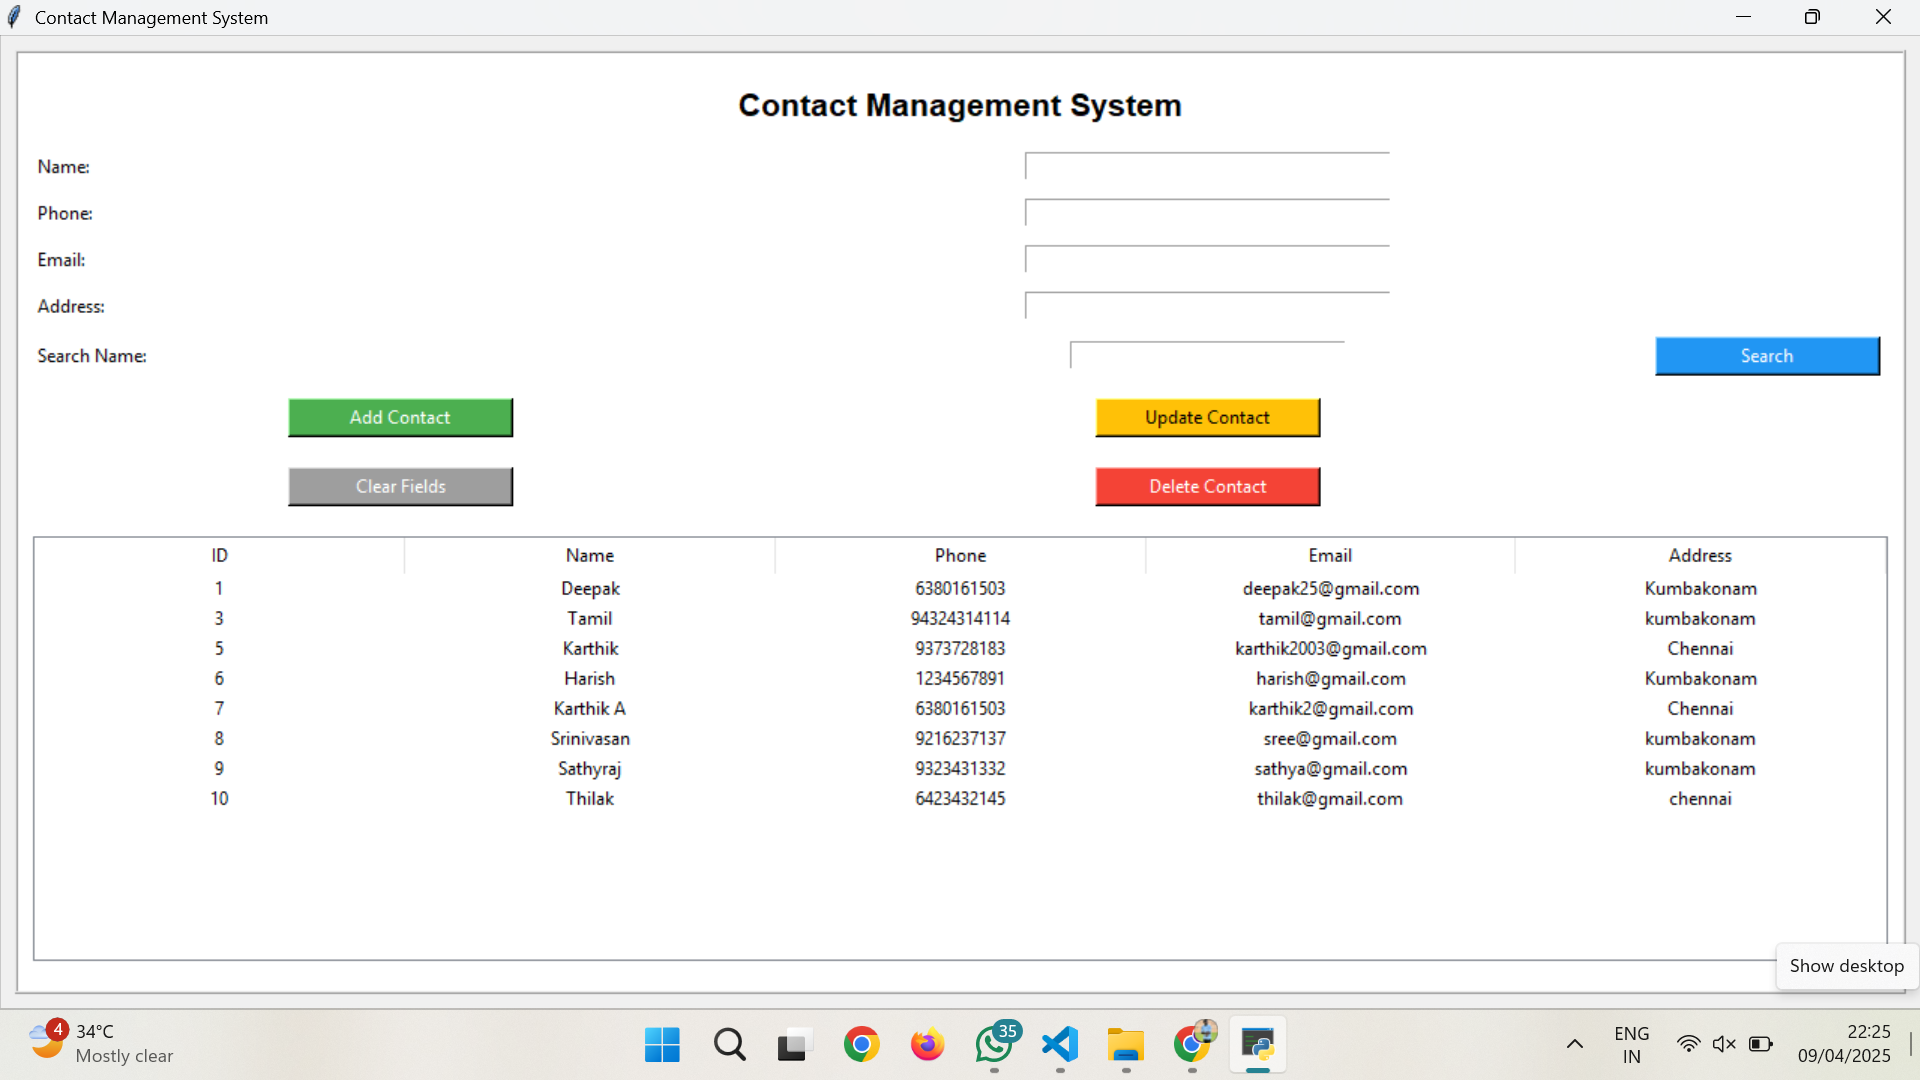 Contact Management System
Contact Management System
Name:
Phone:
Email:
Address:
Search Name:
Search
Add Contact
Update Contact
Clear Fields
Delete Contact
ID Name Phone Email Address
1 Deepak 6380161503 deepak25@gmail.com Kumbakonam
3 Tamil 94324314114 tamil@gmail.com kumbakonam
5 Karthik 9373728183 karthik2003@gmail.com Chennai
6 Harish 1234567891 harish@gmail.com Kumbakonam
7 Karthik A 6380161503 karthik2@gmail.com Chennai
8 Srinivasan 9216237137 sree@gmail.com kumbakonam
9 Sathyraj 9323431332 sathya@gmail.com kumbakonam
10 Thilak 6423432145 thilak@gmail.com chennai
Show desktop
4
34°C
Mostly clear
35
ENG
IN
22:25
09/04/2025